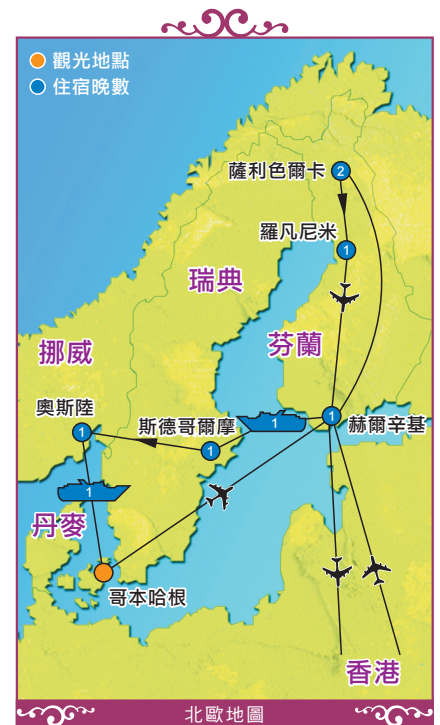 觀光地點
住宿晚數
薩利色爾卡
2
羅凡尼米
1
瑞典
挪威
芬蘭
奧斯陸
1
斯德哥爾摩
1
1
1
赫爾辛基
1
丹麥
哥本哈根
香港
北歐地圖